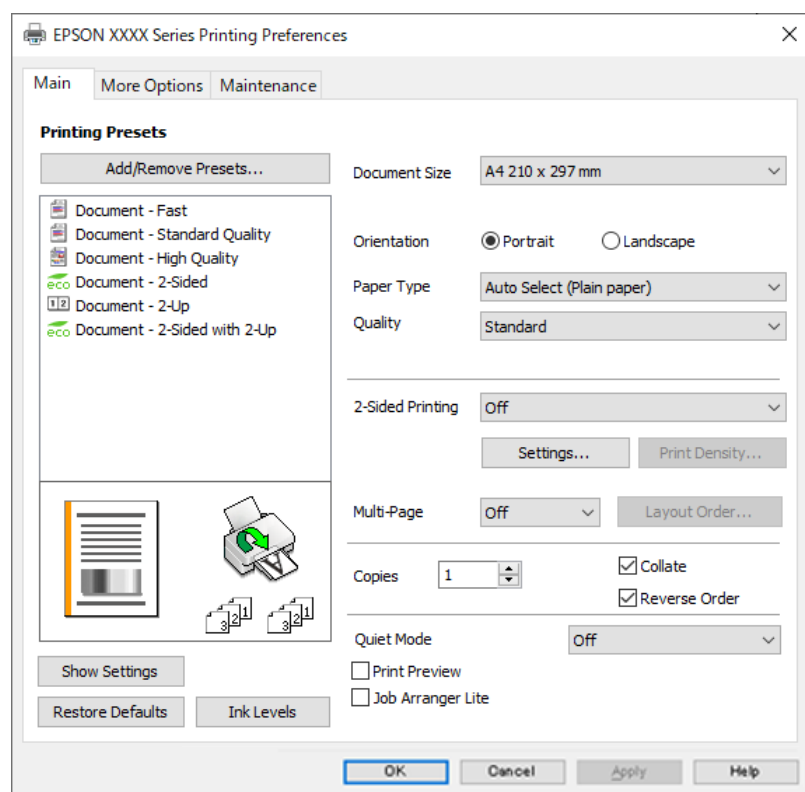 EPSON XXXX Series Printing Preferences
Main
More Options
Maintenance
Printing Presets
Add/Remove Presets...
Document - Fast
Document - Standard Quality
Document - High Quality
eco Document - 2-Sided
1 2 Document - 2-Up
eco Document - 2-Sided with 2-Up
3 2 1
3 2 1
Show Settings
Restore Defaults
Ink Levels
Document Size
A4 210 x 297 mm
Orientation
Portrait
Landscape
Paper Type
Auto Select (Plain paper)
Quality
Standard
2-Sided Printing
Off
Settings...
Print Density...
Multi-Page
Off
Layout Order...
Copies
1
Collate
Reverse Order
Quiet Mode
Off
Print Preview
Job Arranger Lite
OK
Cancel
Apply
Help